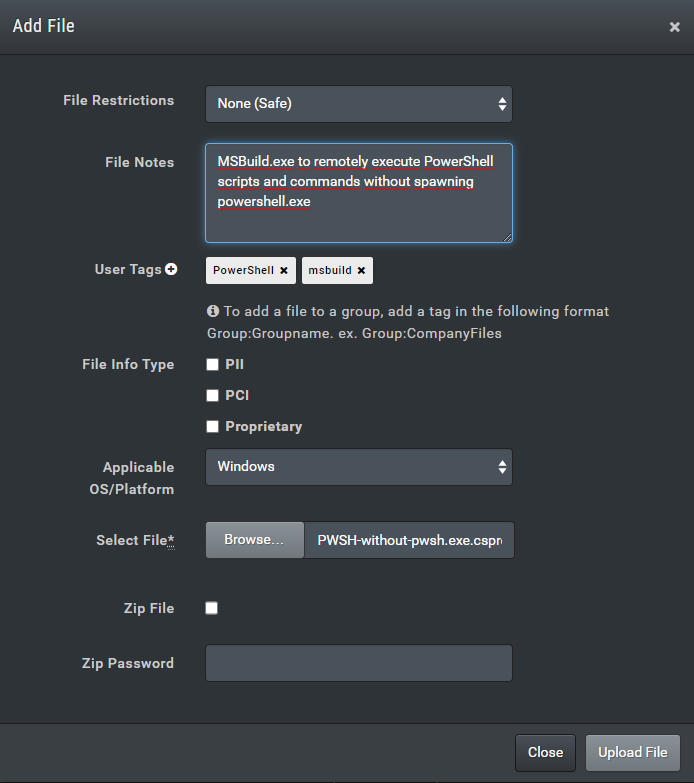 Add File ×
File Restrictions
None (Safe)
File Notes
MSBuild.exe to remotely execute PowerShell
scripts and commands without spawning
powershell.exe
User Tags
PowerShell × msbuild ×
To add a file to a group, add a tag in the following format
Group:Groupname. ex. Group:CompanyFiles
File Info Type
PII
PCI
Proprietary
Applicable
OS/Platform
Windows
Select File*
Browse... PWSH-without-pwsh.exe.cspr
Zip File
Zip Password
Close Upload File